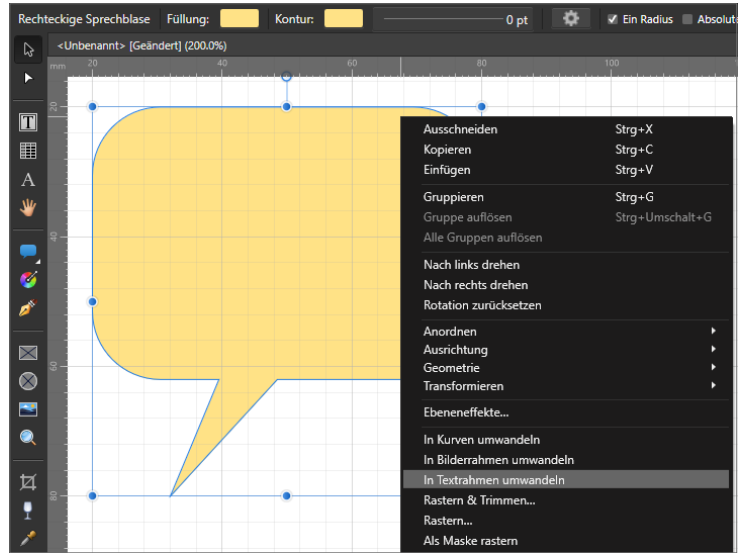 Rechteckige Sprechblase Füllung: Kontur: 0 pt Ein Radius Absolute
<Unbenannt> [Geändert] (200.0%)
mm 20 40 60 80 100
20
40
60
80
T
A
Ausschneiden Strg+X
Kopieren Strg+C
Einfügen Strg+V
Gruppieren Strg+G
Gruppe auflösen Strg+Umschalt+G
Alle Gruppen auflösen
Nach links drehen
Nach rechts drehen
Rotation zurücksetzen
Anordnen
Ausrichtung
Geometrie
Transformieren
Ebeneneffekte...
In Kurven umwandeln
In Bilderrahmen umwandeln
In Textrahmen umwandeln
Rastern & Trimmen...
Rastern...
Als Maske rastern